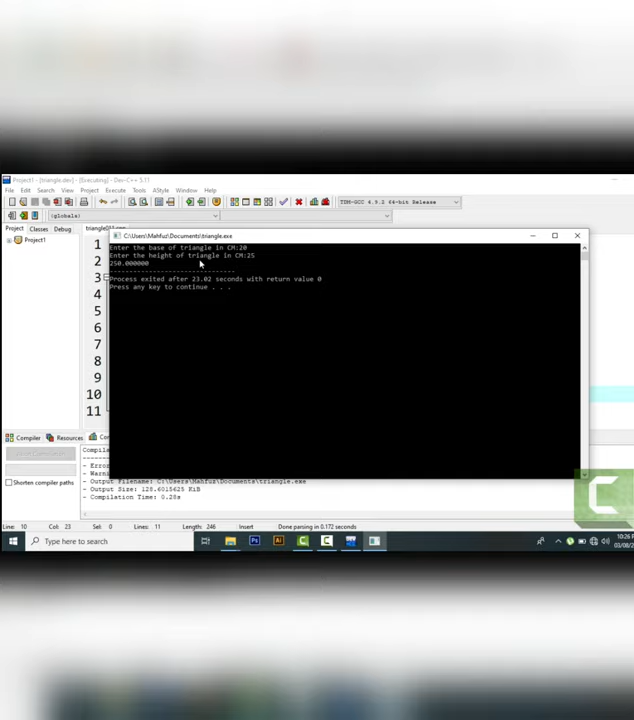 Project1 - [triangle.dev] - [Executing] - Dev-C++ 5.11
File Edit Search View Project Execute Tools AStyle Window Help
TDM-GCC 4.9.2 64-bit Release
(globals)
Project Classes Debug
Project1
C:\Users\Mahfuz\Documents\triangle.exe
Enter the base of triangle in CM:20
Enter the height of triangle in CM:25
250.000000
--------------------------------
Process exited after 23.02 seconds with return value 0
Press any key to continue . . .
1
2
3
4
5
6
7
8
9
10
11
Compiler Resources
Shorten compiler paths
- Output Filename: C:\Users\Mahfuz\Documents\triangle.exe
- Output Size: 128.6015625 KiB
- Compilation Time: 0.28s
Line: 10 Col: 23 Sel: 0 Lines: 11 Length: 246 Insert Done parsing in 0.172 seconds
Type here to search
Ps
Ai